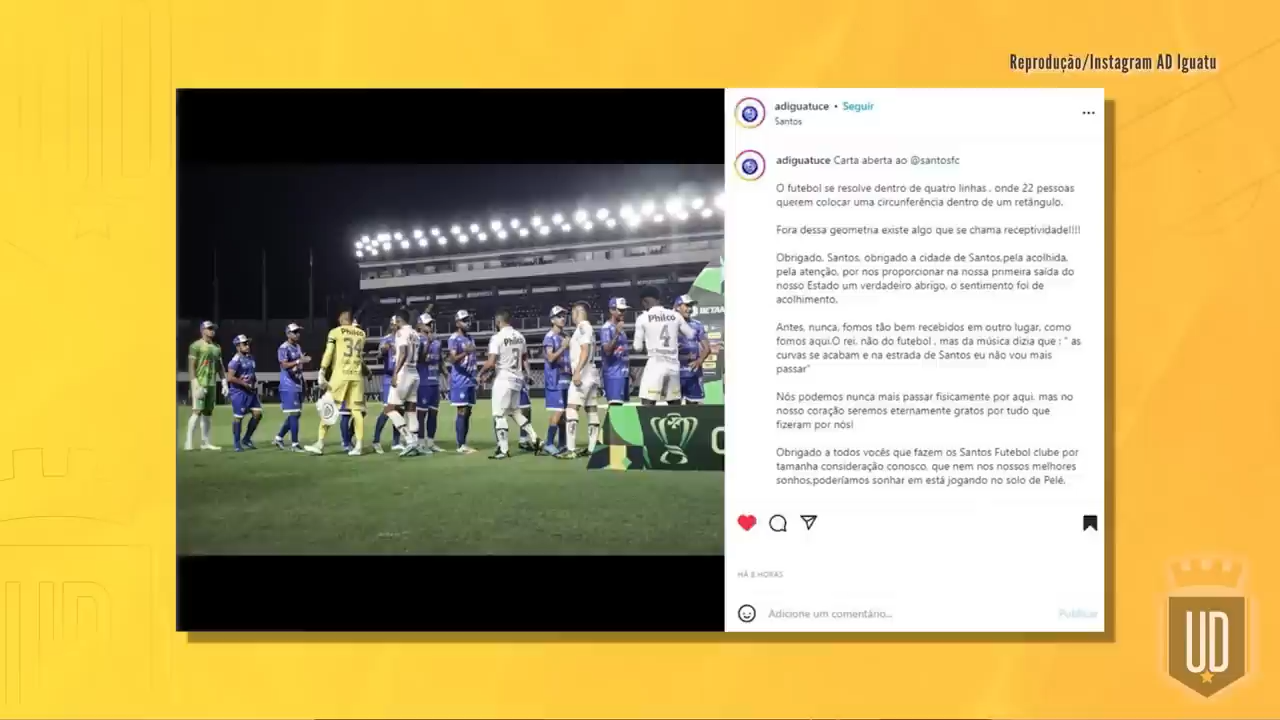 Reprodução/Instagram AD Iguatu
adiguatuce • Seguir
Santos
adiguatuce Carta aberta ao @santosfc
O futebol se resolve dentro de quatro linhas , onde 22 pessoas
querem colocar uma circunferência dentro de um retângulo.
Fora dessa geometria existe algo que se chama receptividade!!!!
Obrigado, Santos, obrigado a cidade de Santos,pela acolhida,
pela atenção, por nos proporcionar na nossa primeira saída do
nosso Estado um verdadeiro abrigo, o sentimento foi de
acolhimento.
Antes, nunca, fomos tão bem recebidos em outro lugar, como
fomos aqui.O rei, não do futebol , mas da música dizia que : " as
curvas se acabam e na estrada de Santos eu não vou mais
passar"
Nós podemos nunca mais passar fisicamente por aqui, mas no
nosso coração seremos eternamente gratos por tudo que
fizeram por nós!
Obrigado a todos vocês que fazem os Santos Futebol clube por
tamanha consideração conosco, que nem nos nossos melhores
sonhos,poderíamos sonhar em está jogando no solo de Pelé.
HÁ 8 HORAS
Adicione um comentário...
Publicar
Philco
34
Philco
Philco
4
UD
UD